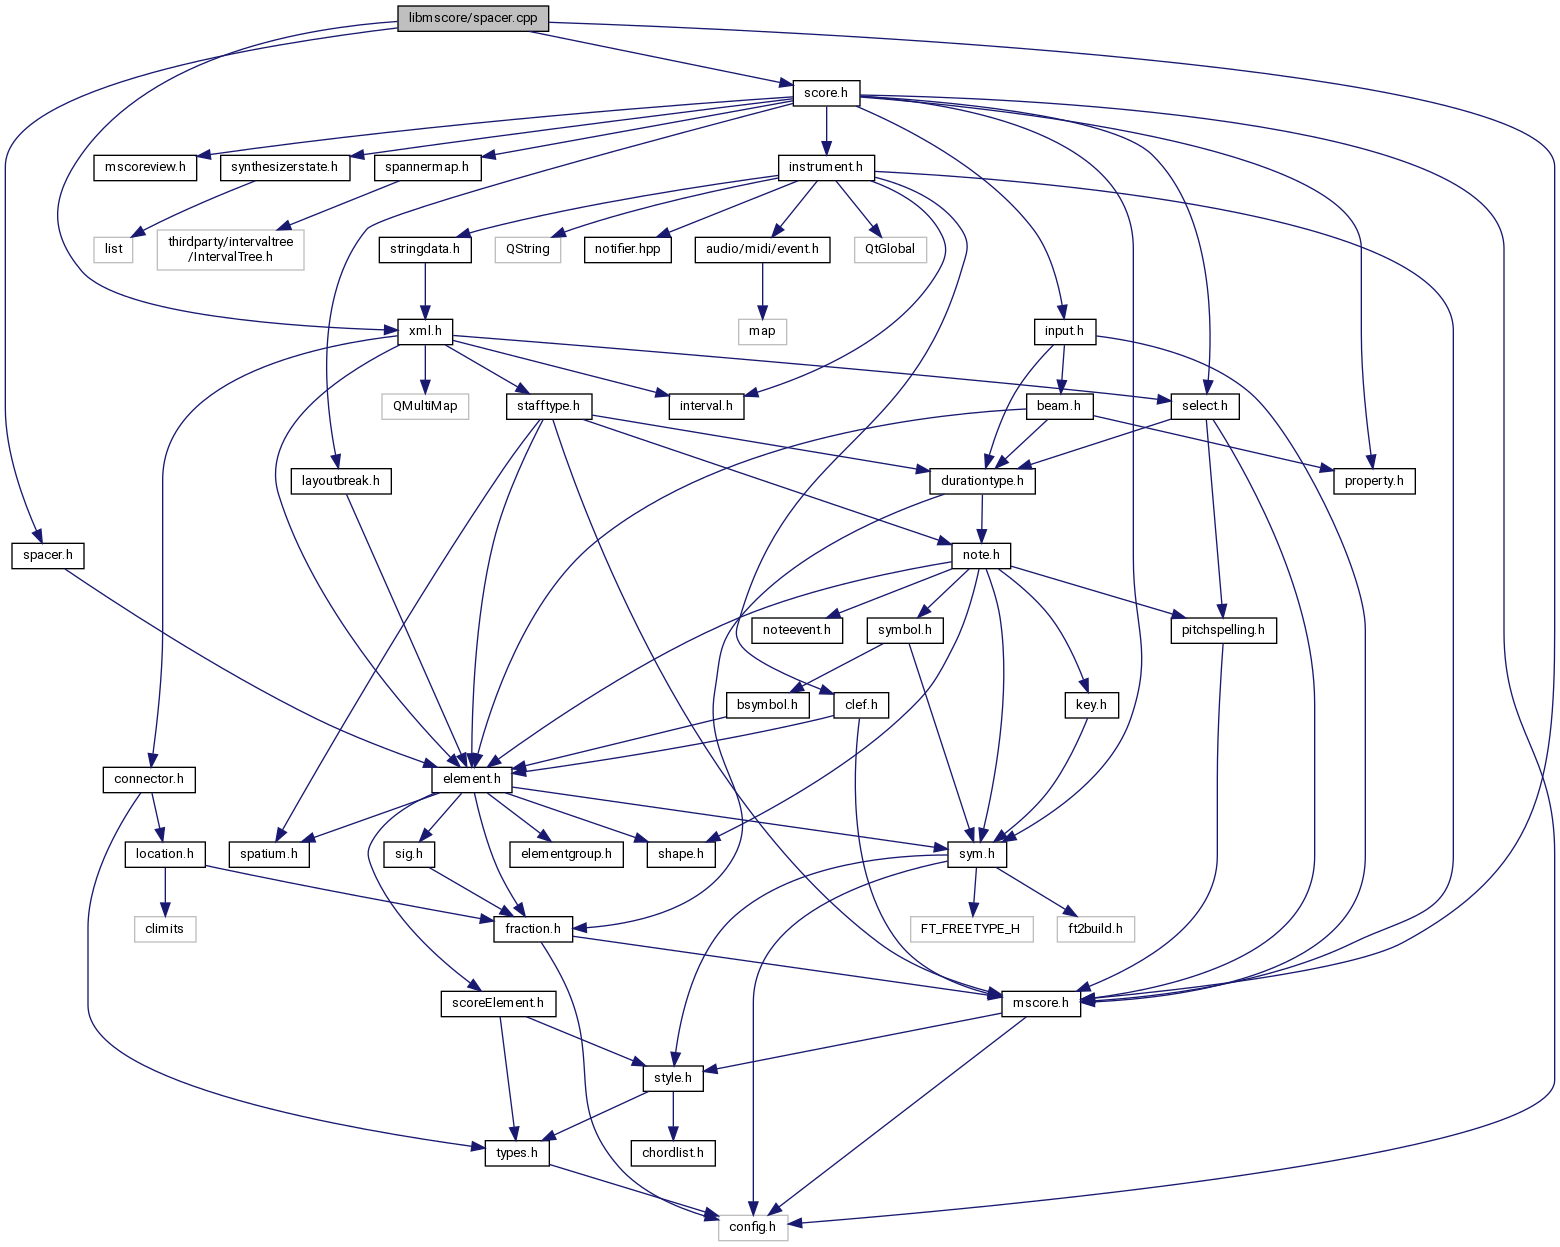 libmscore/spacer.cpp
score.h
mscoreview.h
synthesizerstate.h
spannermap.h
instrument.h
list
thirdparty/intervaltree
/IntervalTree.h
stringdata.h
QString
notifier.hpp
audio/midi/event.h
QtGlobal
xml.h
map
input.h
QMultiMap
stafftype.h
interval.h
beam.h
select.h
layoutbreak.h
durationtype.h
property.h
spacer.h
note.h
noteevent.h
symbol.h
pitchspelling.h
bsymbol.h
clef.h
key.h
connector.h
element.h
location.h
spatium.h
sig.h
elementgroup.h
shape.h
sym.h
climits
fraction.h
FT_FREETYPE_H
ft2build.h
scoreElement.h
mscore.h
style.h
types.h
chordlist.h
config.h